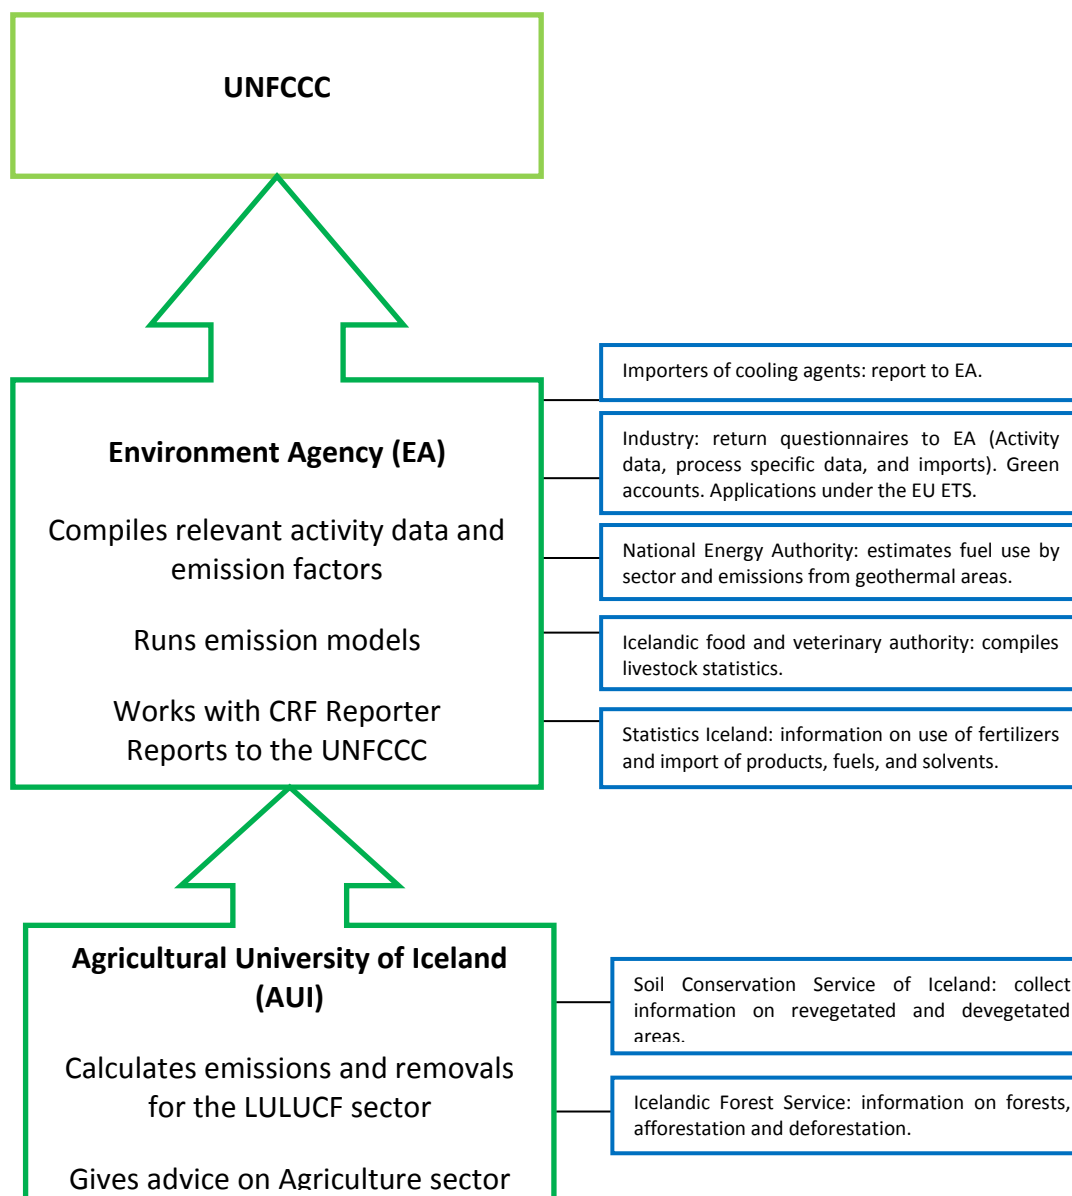 UNFCCC
Environment Agency (EA)
Compiles relevant activity data and
emission factors
Runs emission models
Works with CRF Reporter
Reports to the UNFCCC
Importers of cooling agents: report to EA.
Industry: return questionnaires to EA (Activity
data, process specific data, and imports). Green
accounts. Applications under the EU ETS.
National Energy Authority: estimates fuel use by
sector and emissions from geothermal areas.
Icelandic food and veterinary authority: compiles
livestock statistics.
Statistics Iceland: information on use of fertilizers
and import of products, fuels, and solvents.
Agricultural University of Iceland
(AUI)
Calculates emissions and removals
for the LULUCF sector
Gives advice on Agriculture sector
Soil Conservation Service of Iceland: collect
information on revegetated and devegetated
areas.
Icelandic Forest Service: information on forests,
afforestation and deforestation.